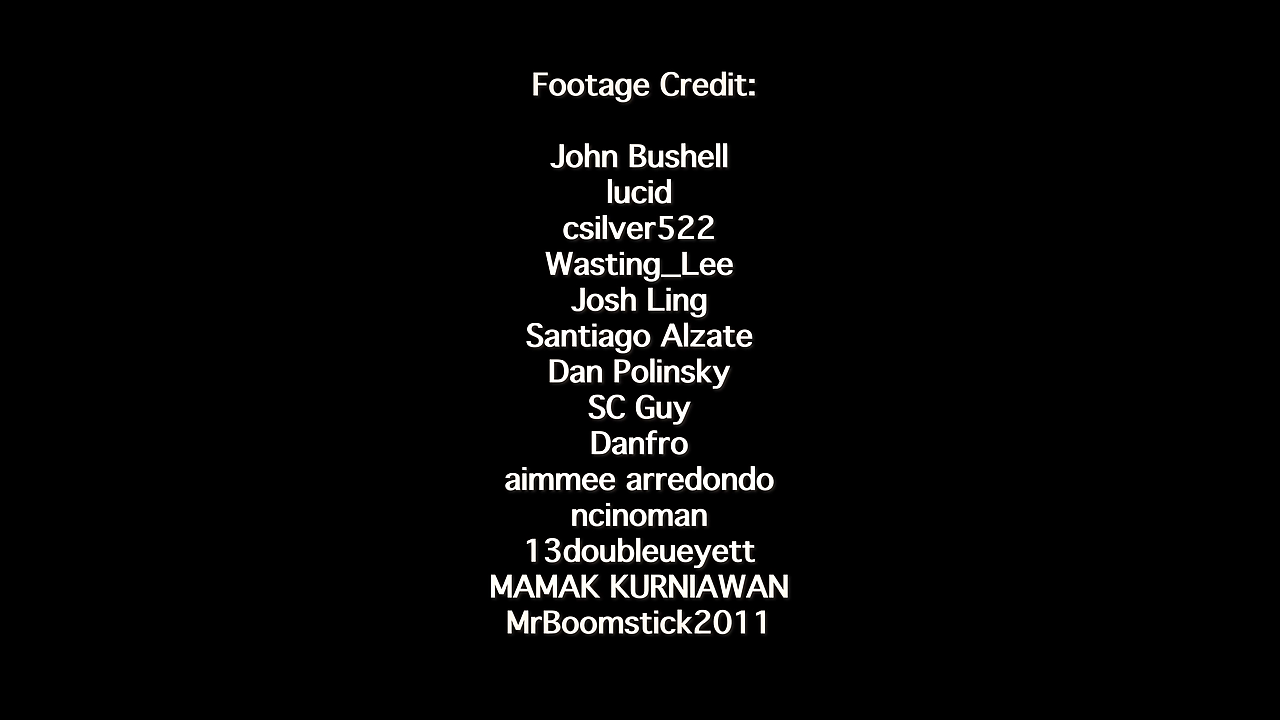 Footage Credit:
John Bushell
lucid
csilver522
Wasting_Lee
Josh Ling
Santiago Alzate
Dan Polinsky
SC Guy
Danfro
aimmee arredondo
ncinoman
13doubleueyett
MAMAK KURNIAWAN
MrBoomstick2011